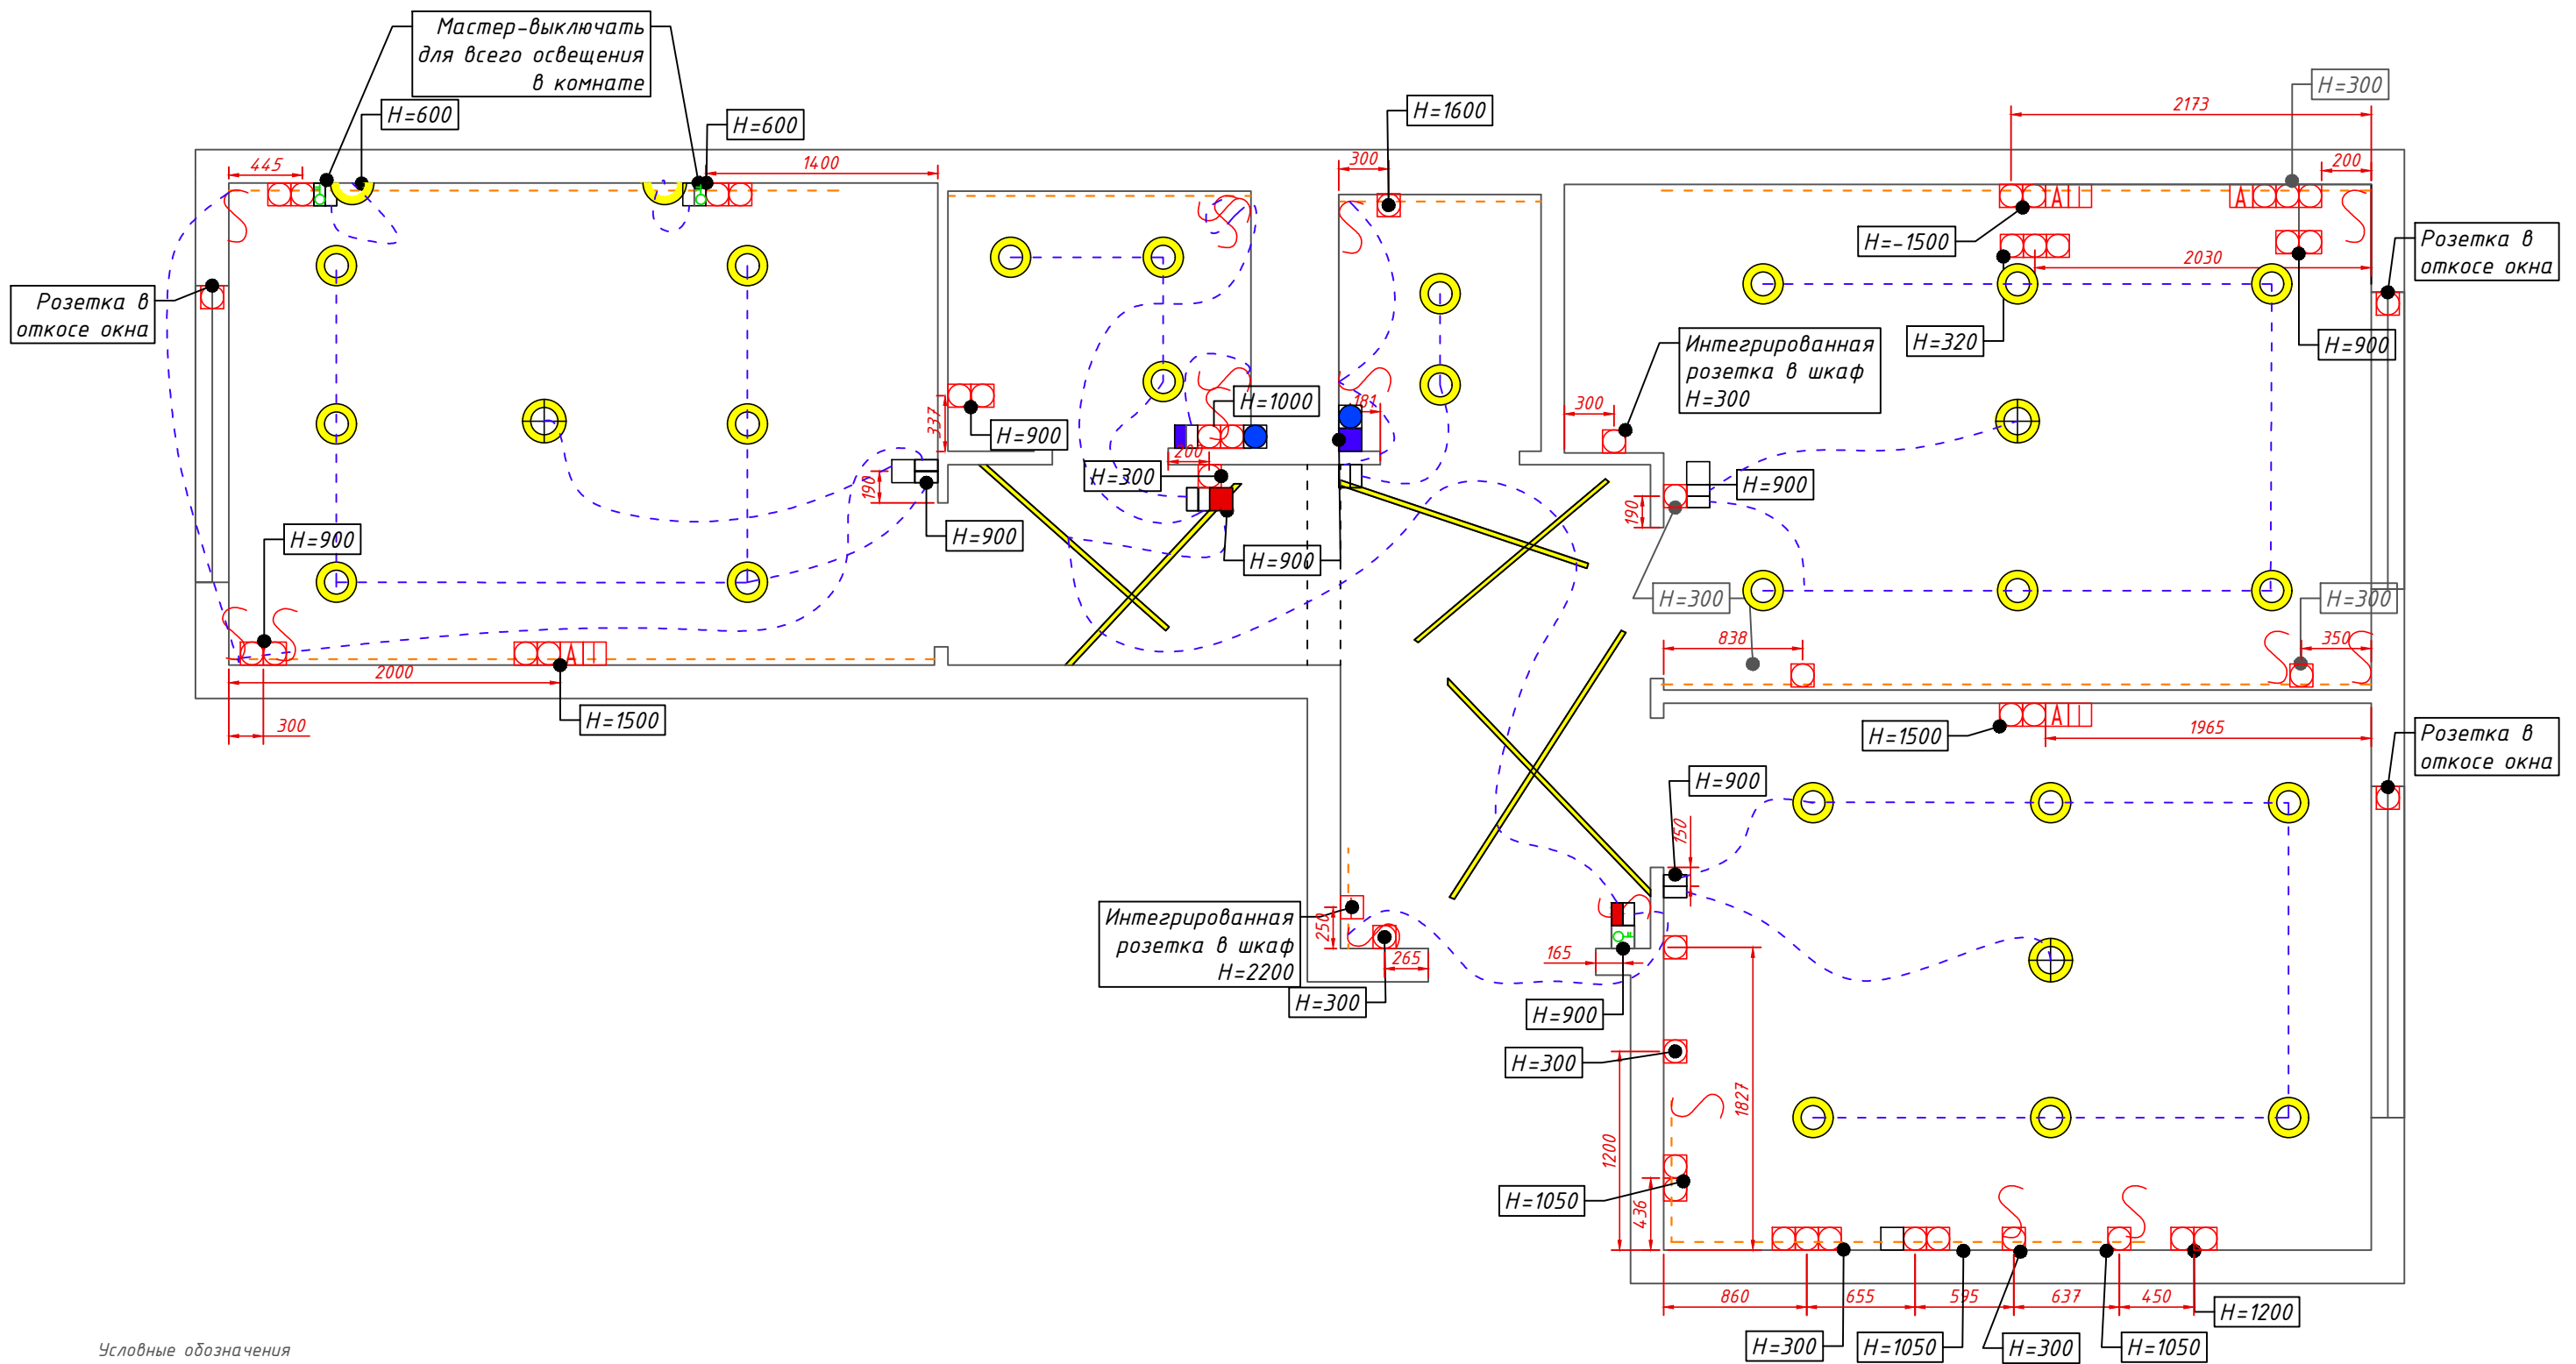 Мастер-выключать
для всего освещения
в комнате
H=600
H=600
H=1600
H=300
2173
445
1400
300
200
A
A
H=-1500
Розетка в
откосе окна
2030
Розетка в
откосе окна
H=320
H=900
Интегрированная
розетка в шкаф
H=300
337
H=1000
181
300
H=900
200
H=300
190
H=900
190
H=900
H=900
H=900
H=300
H=300
838
350
A
2000
300
H=1500
A
H=1500
1965
Розетка в
откосе окна
H=900
150
Интегрированная
розетка в шкаф
H=2200
250
265
165
H=300
H=900
H=300
1827
1200
H=1050
436
860
655
595
637
450
H=1200
H=300
H=1050
H=300
H=1050
Условные обозначения